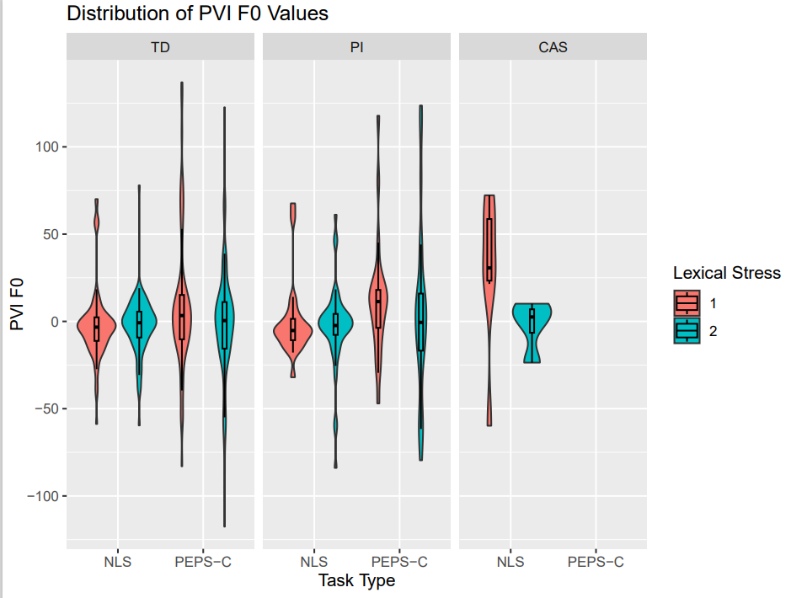 Distribution of PVI F0 Values
TD PI CAS
100
50
0
−50
−100
PVI F0
NLS PEPS−C NLS PEPS−C NLS PEPS−C
Task Type
Lexical Stress
1
2